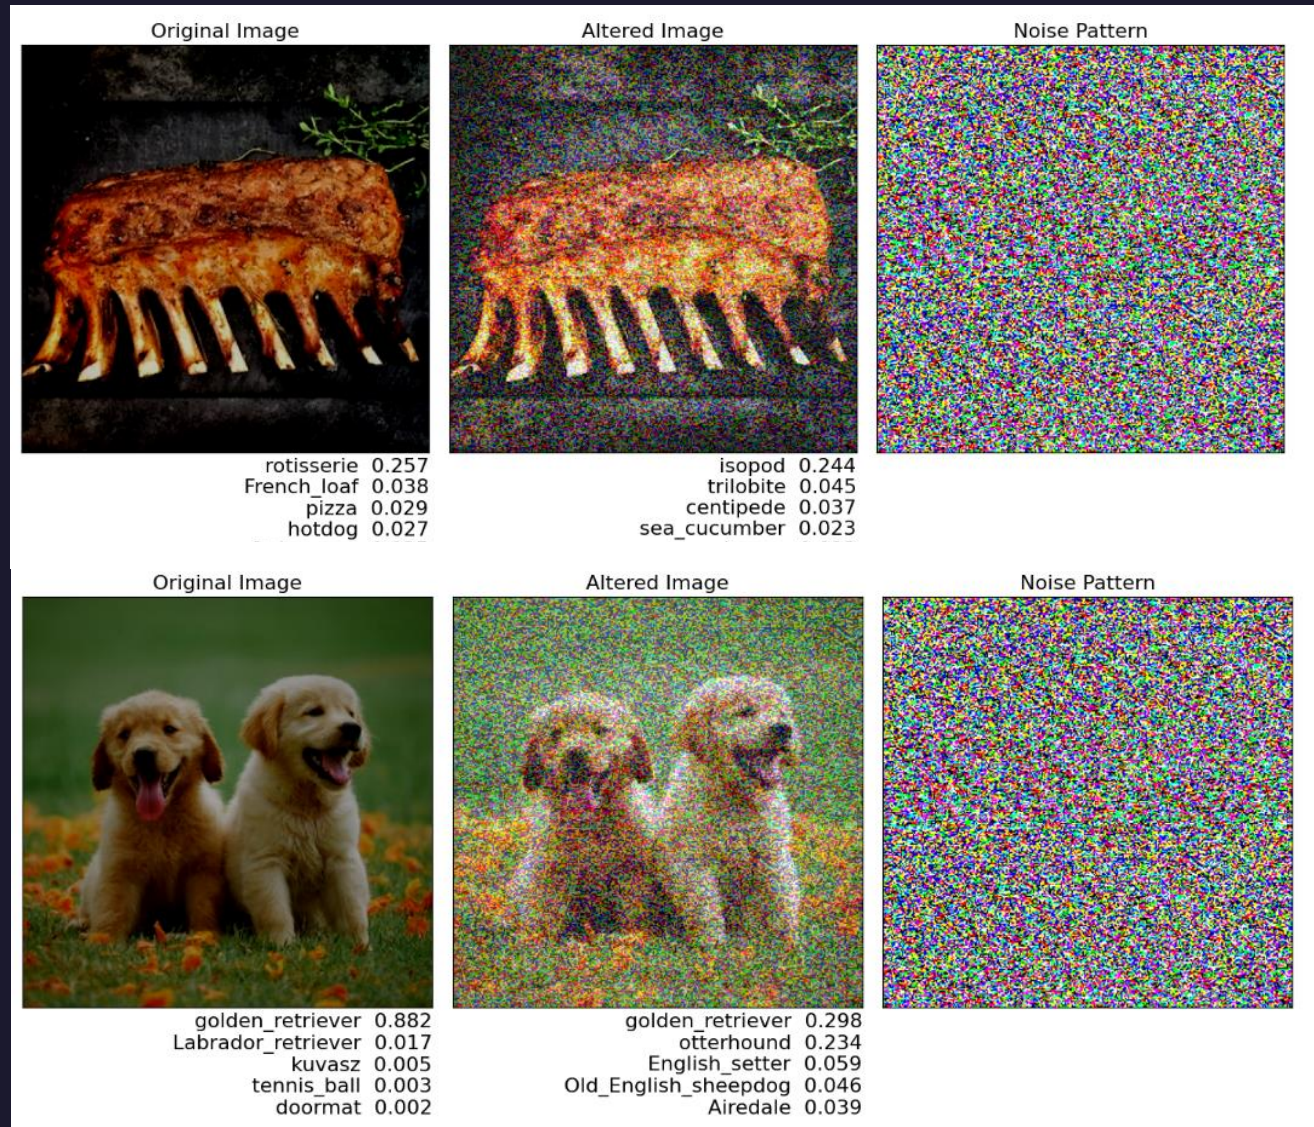 Original Image
Altered Image
Noise Pattern
rotisserie 0.257
French_loaf 0.038
pizza 0.029
hotdog 0.027
isopod 0.244
trilobite 0.045
centipede 0.037
sea_cucumber 0.023
Original Image
Altered Image
Noise Pattern
golden_retriever 0.882
Labrador_retriever 0.017
kuvasz 0.005
tennis_ball 0.003
doormat 0.002
golden_retriever 0.298
otterhound 0.234
English_setter 0.059
Old_English_sheepdog 0.046
Airedale 0.039